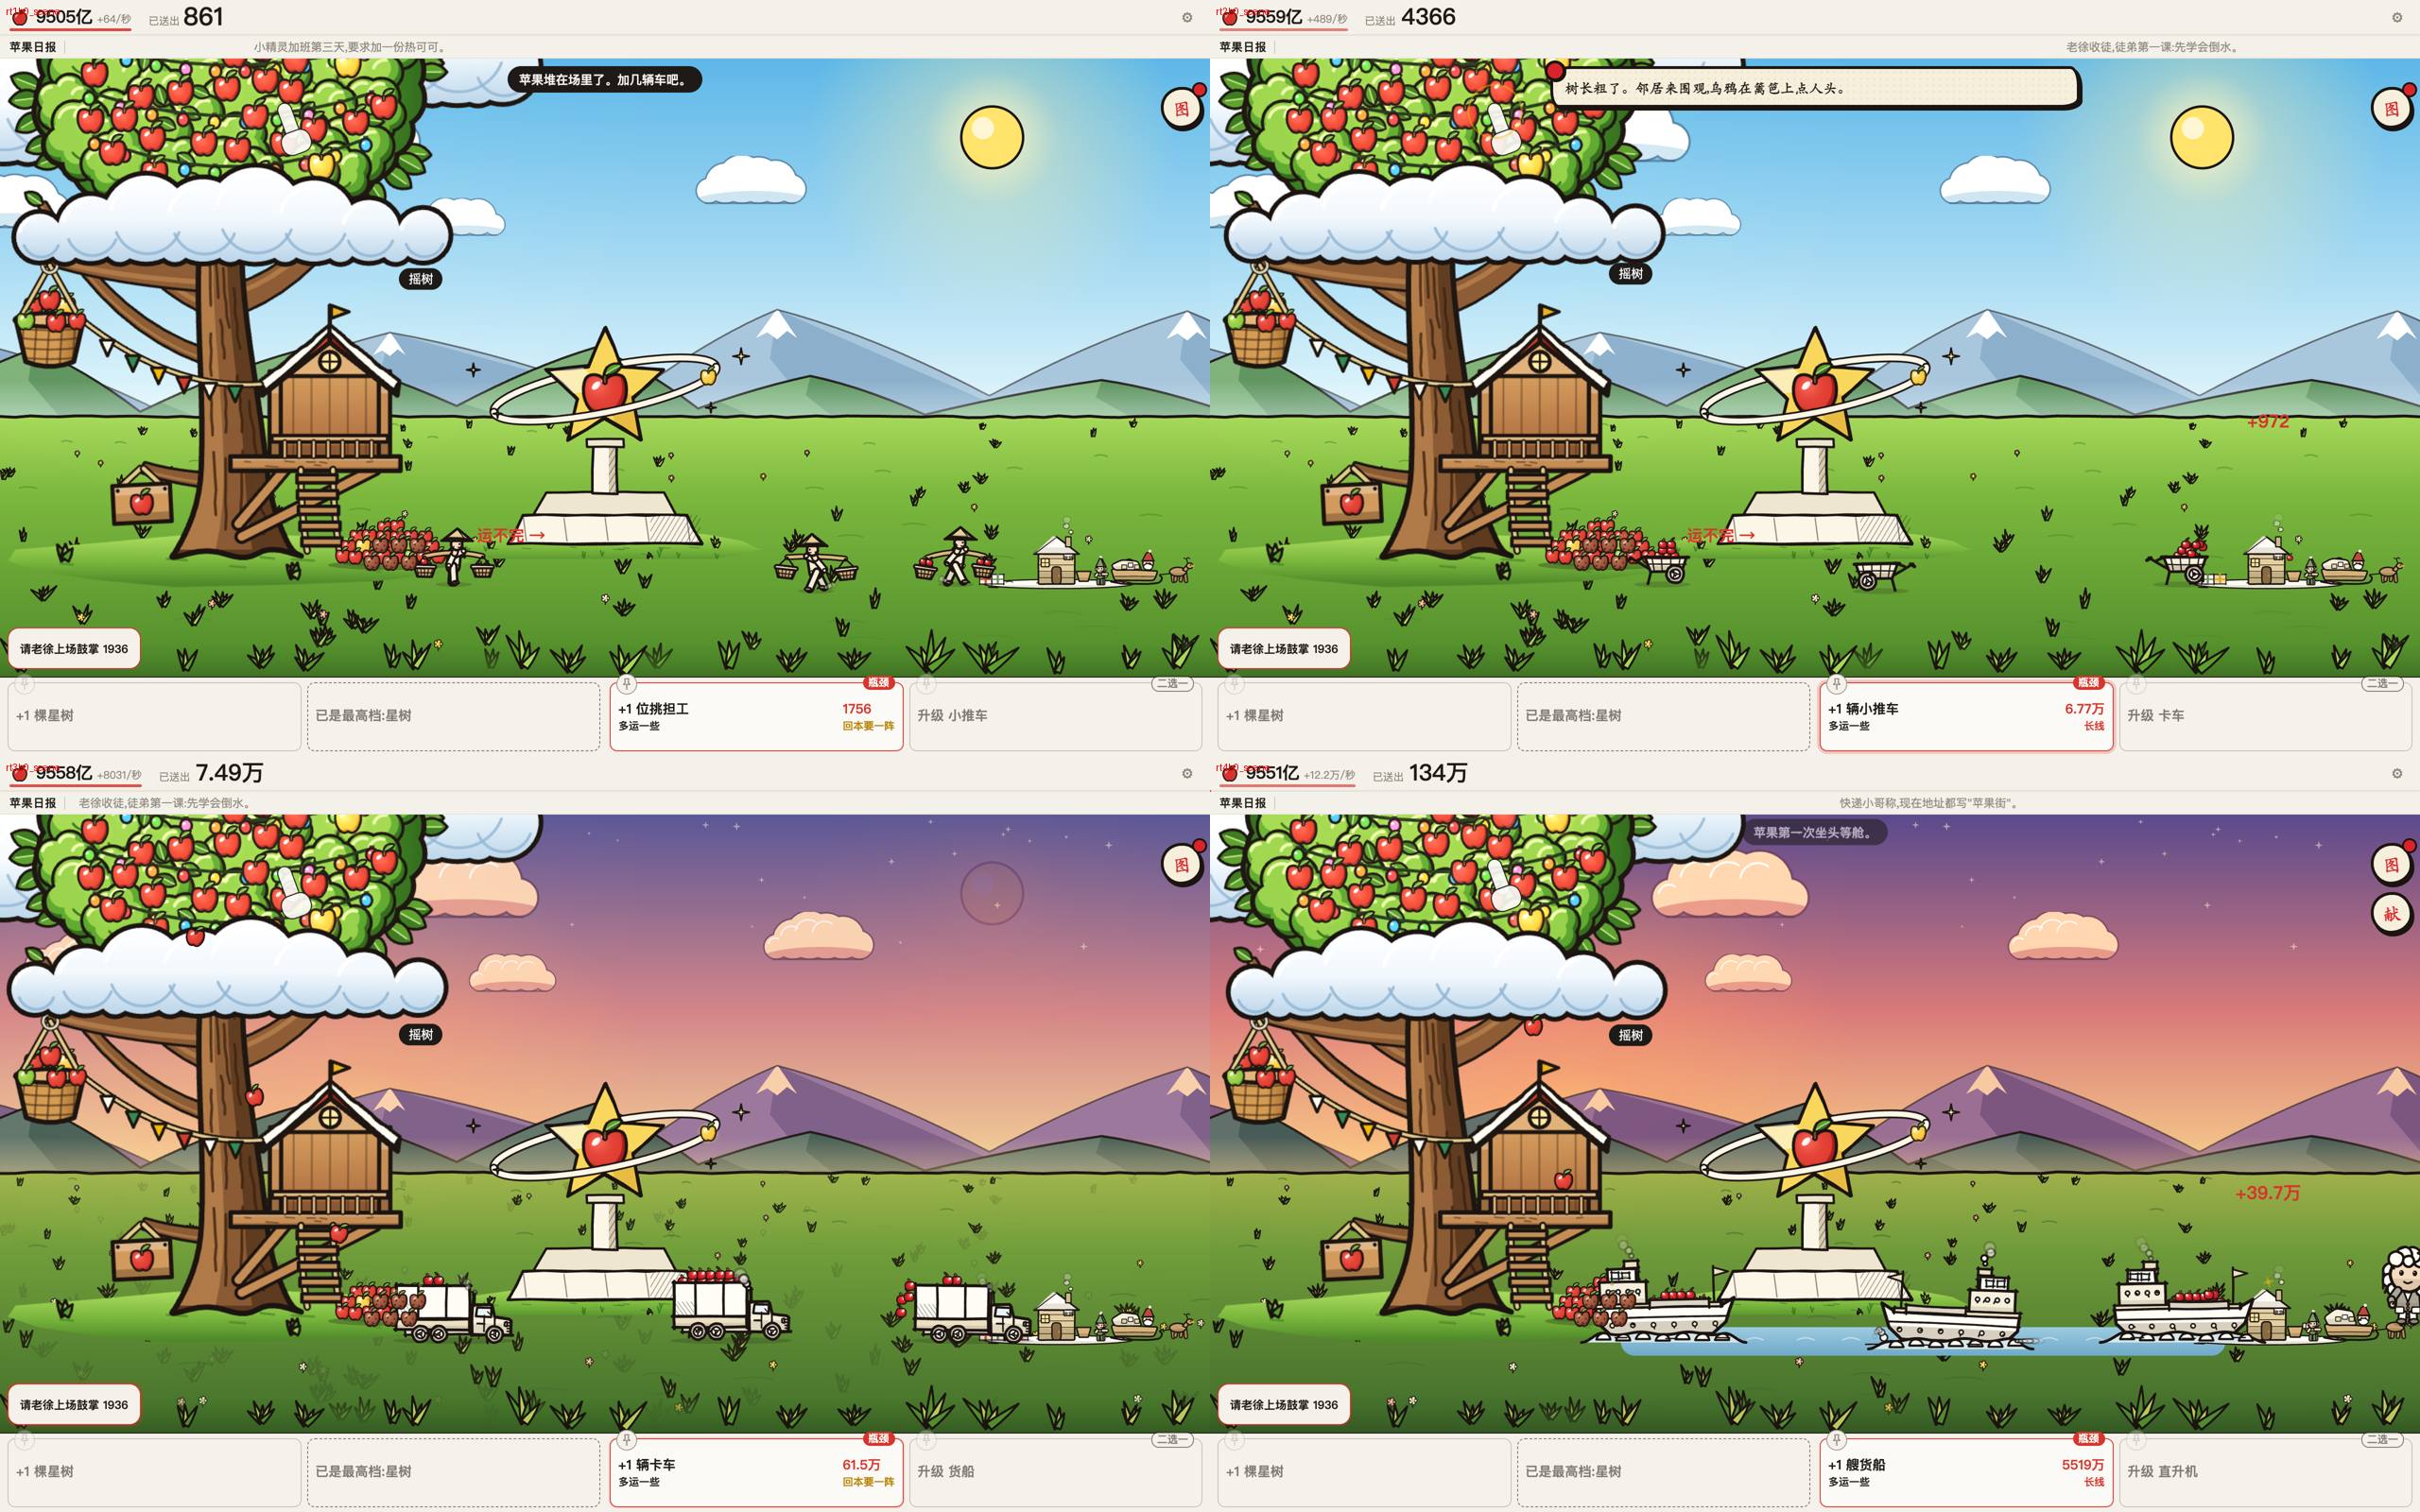 rt1b0_scene
9505亿 +64/秒 已送出 861
苹果日报 小精灵加班第三天,要求加一份热可可。
苹果堆在场里了。加几辆车吧。
图
摇树
运不完 →
请老徐上场鼓掌 1936
+1 棵星树
已是最高档:星树
瓶颈
+1 位挑担工 1756
多运一些 回本要一阵
二选一
升级 小推车
9559亿 +489/秒 已送出 4366
苹果日报 老徐收徒,徒弟第一课:先学会倒水。
树长粗了。邻居来围观,乌鸦在篱笆上点人头。
图
摇树
+972
运不完 →
请老徐上场鼓掌 1936
+1 棵星树
已是最高档:星树
瓶颈
+1 辆小推车 6.77万
多运一些 长线
二选一
升级 卡车
9558亿 +8031/秒 已送出 7.49万
苹果日报 老徐收徒,徒弟第一课:先学会倒水。
图
摇树
请老徐上场鼓掌 1936
+1 棵星树
已是最高档:星树
瓶颈
+1 辆卡车 61.5万
多运一些 回本要一阵
二选一
升级 货船
9551亿 +12.2万/秒 已送出 134万
苹果日报 快递小哥称,现在地址都写"苹果街"。
苹果第一次坐头等舱。
图
献
摇树
+39.7万
请老徐上场鼓掌 1936
+1 棵星树
已是最高档:星树
瓶颈
+1 艘货船 5519万
多运一些 长线
二选一
升级 直升机